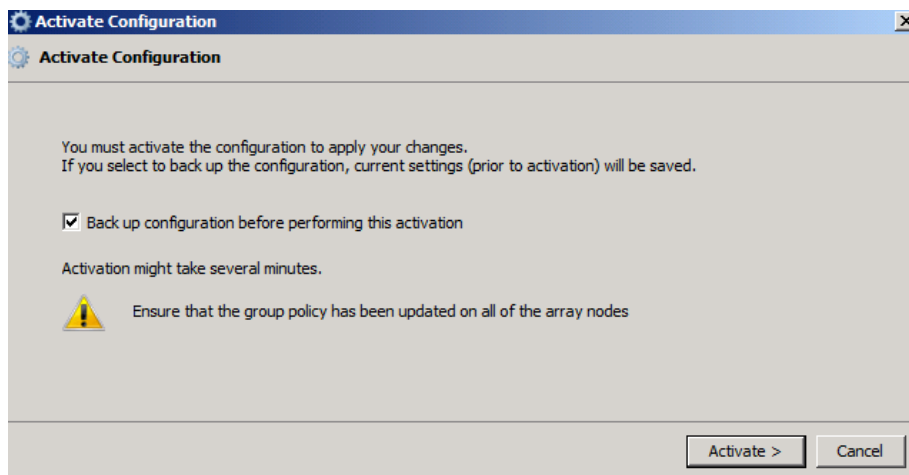 Activate Configuration
Activate Configuration
You must activate the configuration to apply your changes.
If you select to back up the configuration, current settings (prior to activation) will be saved.
Back up configuration before performing this activation
Activation might take several minutes.
Ensure that the group policy has been updated on all of the array nodes
Activate > Cancel